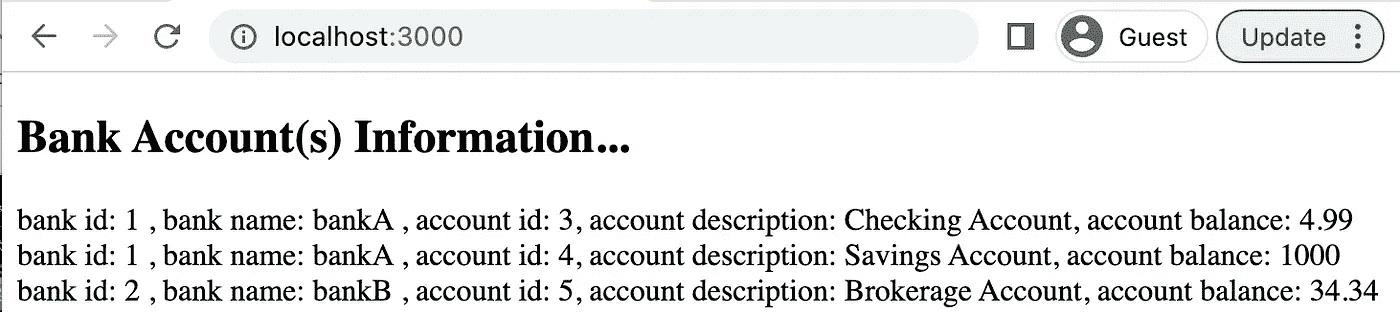 localhost:3000
Guest
Update
Bank Account(s) Information...
bank id: 1 , bank name: bankA , account id: 3, account description: Checking Account, account balance: 4.99
bank id: 1 , bank name: bankA , account id: 4, account description: Savings Account, account balance: 1000
bank id: 2 , bank name: bankB , account id: 5, account description: Brokerage Account, account balance: 34.34